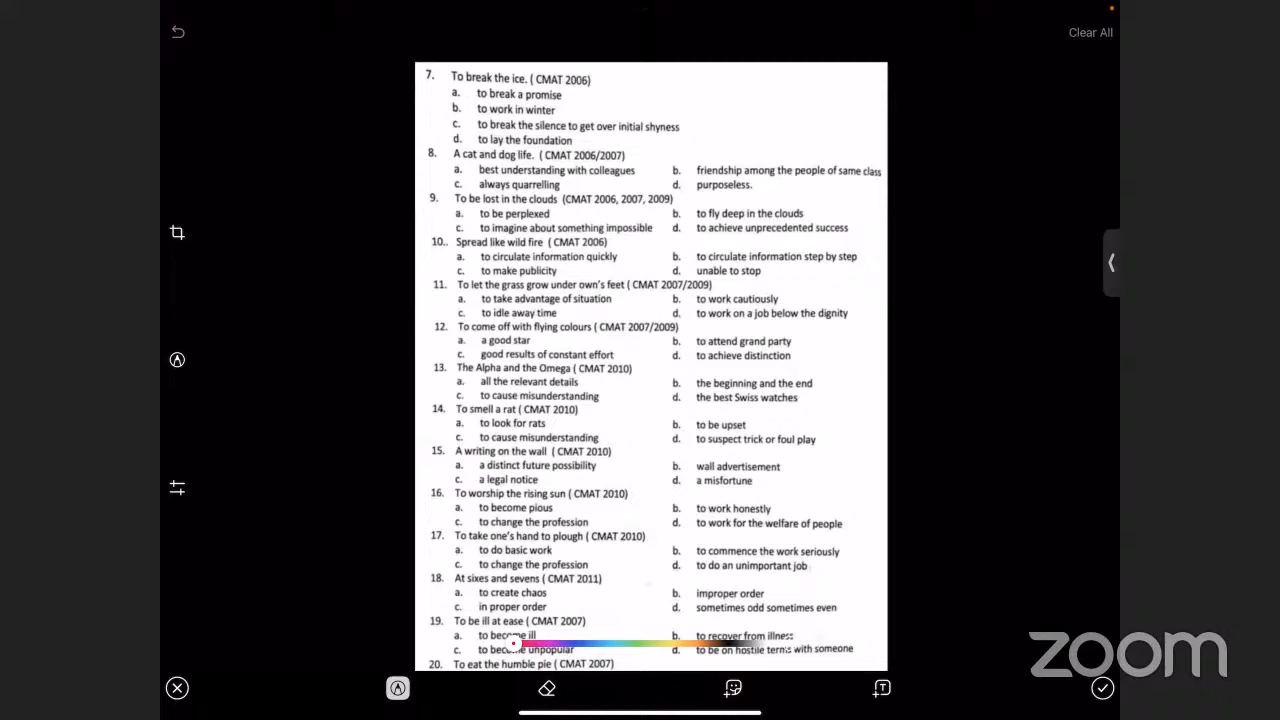 Clear All
7. To break the ice. ( CMAT 2006)
a. to break a promise
b. to work in winter
c. to break the silence to get over initial shyness
d. to lay the foundation
8. A cat and dog life. ( CMAT 2006/2007)
a. best understanding with colleagues b. friendship among the people of same class
c. always quarrelling d. purposeless.
9. To be lost in the clouds (CMAT 2006, 2007, 2009)
a. to be perplexed b. to fly deep in the clouds
c. to imagine about something impossible d. to achieve unprecedented success
10.. Spread like wild fire ( CMAT 2006)
a. to circulate information quickly b. to circulate information step by step
c. to make publicity d. unable to stop
11. To let the grass grow under own's feet ( CMAT 2007/2009)
a. to take advantage of situation b. to work cautiously
c. to idle away time d. to work on a job below the dignity
12. To come off with flying colours ( CMAT 2007/2009)
a. a good star b. to attend grand party
c. good results of constant effort d. to achieve distinction
13. The Alpha and the Omega ( CMAT 2010)
a. all the relevant details b. the beginning and the end
c. to cause misunderstanding d. the best Swiss watches
14. To smell a rat ( CMAT 2010)
a. to look for rats b. to be upset
c. to cause misunderstanding d. to suspect trick or foul play
15. A writing on the wall ( CMAT 2010)
a. a distinct future possibility b. wall advertisement
c. a legal notice d. a misfortune
16. To worship the rising sun ( CMAT 2010)
a. to become pious b. to work honestly
c. to change the profession d. to work for the welfare of people
17. To take one's hand to plough ( CMAT 2010)
a. to do basic work b. to commence the work seriously
c. to change the profession d. to do an unimportant job
18. At sixes and sevens ( CMAT 2011)
a. to create chaos b. improper order
c. in proper order d. sometimes odd sometimes even
19. To be ill at ease ( CMAT 2007)
a. to become ill b. to recover from illness
c. to become unpopular d. to be on hostile terms with someone
20. To eat the humble pie ( CMAT 2007)
zoom